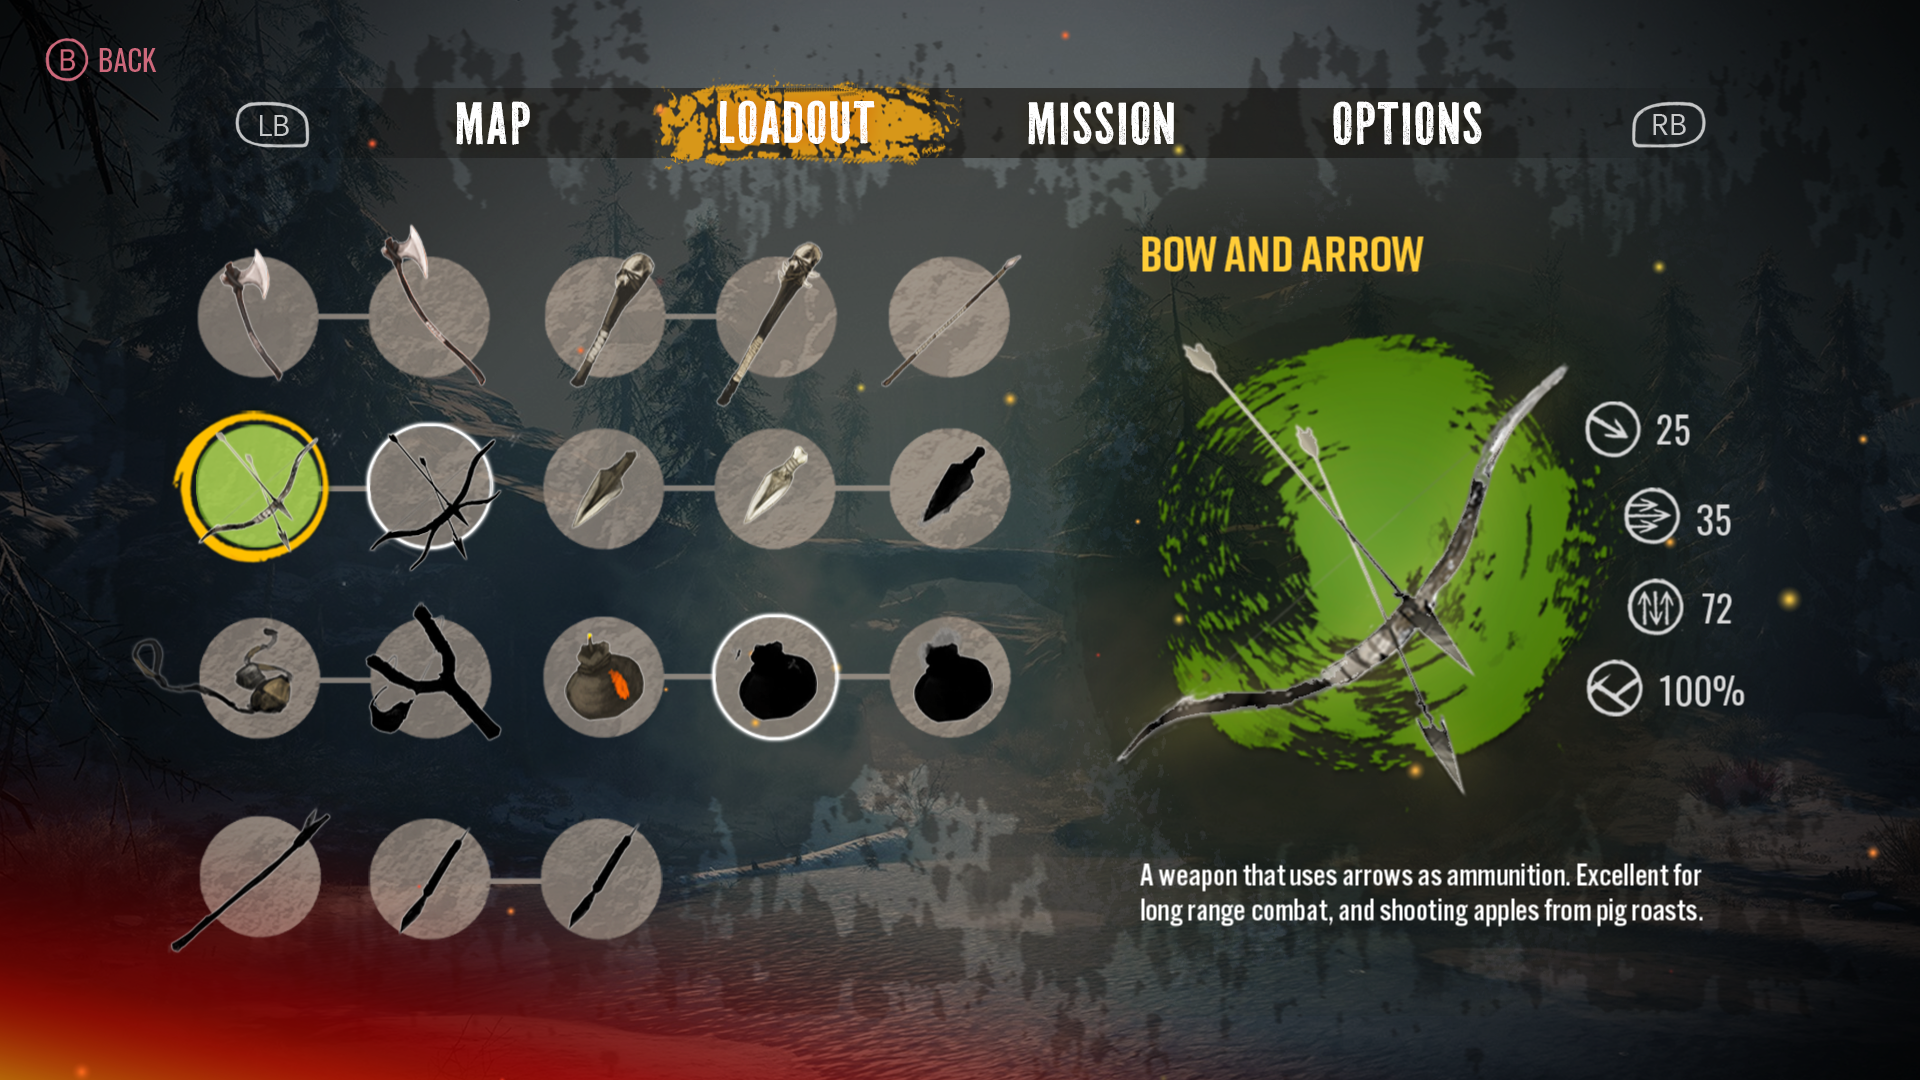 B BACK
LB MAP LOADOUT MISSION OPTIONS RB
BOW AND ARROW
25
35
72
100%
A weapon that uses arrows as ammunition. Excellent for
long range combat, and shooting apples from pig roasts.